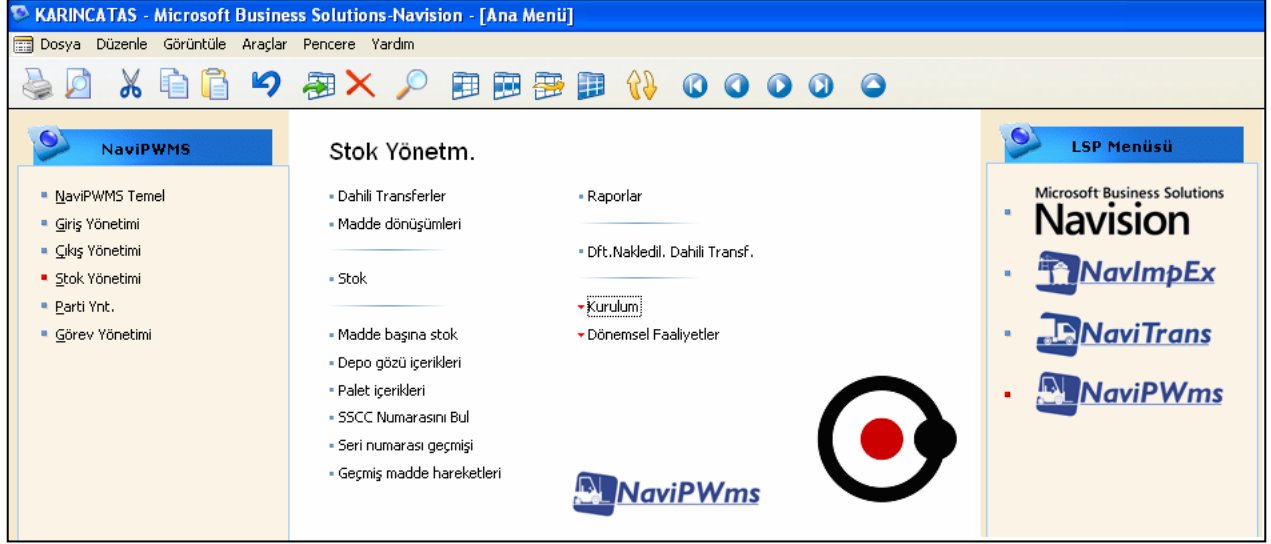 KARINCATAS - Microsoft Business Solutions-Navision - [Ana Menü]
Dosya Düzenle Görüntüle Araçlar Pencere Yardım
NaviPWMS
NaviPWMS Temel
Giriş Yönetimi
Çıkış Yönetimi
Stok Yönetimi
Parti Ynt.
Görev Yönetimi
Stok Yönetm.
Dahili Transferler
Madde dönüşümleri
Stok
Madde başına stok
Depo gözü içerikleri
Palet içerikleri
SSCC Numarasını Bul
Seri numarası geçmişi
Geçmiş madde hareketleri
Raporlar
Dft.Nakledil. Dahili Transf.
Kurulum
Dönemsel Faaliyetler
NaviPWms
LSP Menüsü
Microsoft Business Solutions
Navision
NavImpEx
NaviTrans
NaviPWms